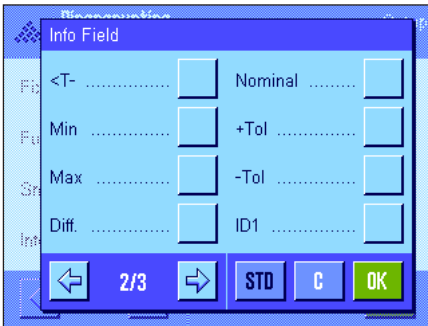 Info Field
<T- .............. Nominal ..........
Min .............. +Tol ..............
Max .............. -Tol ..............
Diff. .............. ID1 ..............
2/3 STD C OK